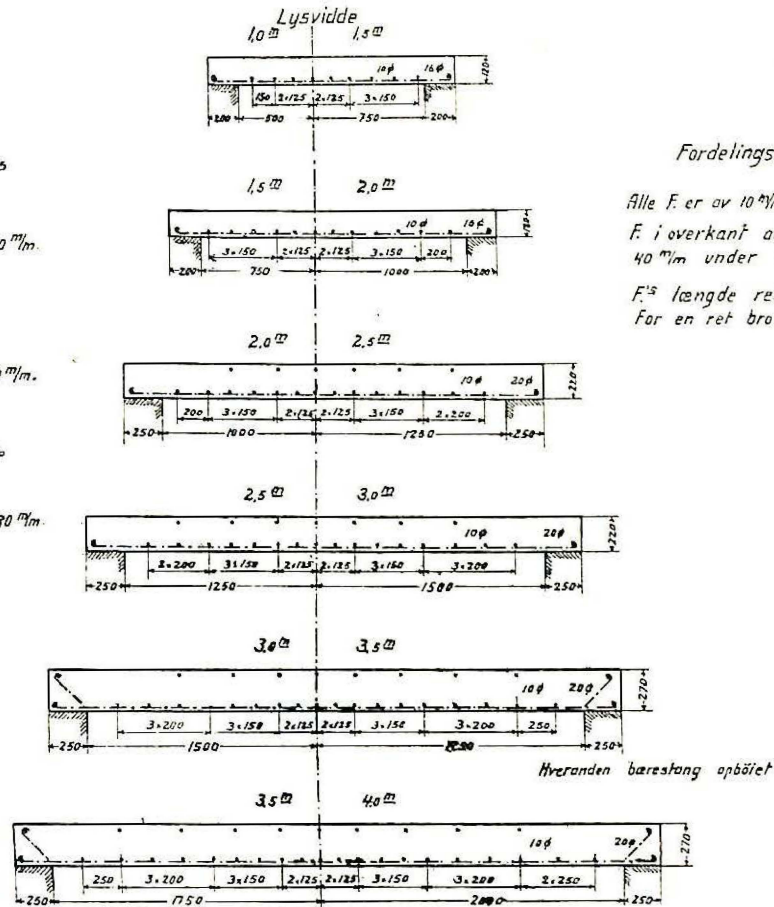 Lysvidde
1,0 m 1,5 m
10ø 16ø
120
150 2×125 2×125 3×150
200 500 750 200
1,5 m 2,0 m
10ø 16ø
3×150 2×125 2×125 3×150 200
200 750 1000 200
0 m/m.
2,0 m 2,5 m
10ø 20ø
220
200 3×150 2×125 2×125 3×150 2×200
250 1000 1250 250
m/m.
2,5 m 3,0 m
10ø 20ø
220
2×200 3×150 2×125 2×125 3×150 3×200
250 1250 1500 250
30 m/m.
3,0 m 3,5 m
10ø 20ø
270
3×200 3×150 2×125 2×125 3×150 3×200 250
250 1500 250
Hveranden bærestang opböiet
3,5 m 4,0 m
10ø 20ø
270
250 3×200 3×150 2×125 2×125 3×150 3×200 2×250
250 1750 2000 250
Fordelings
Alle F. er av 10 m/m
F. i overkant a
40 m/m under
F.'s længde re
For en ret bro